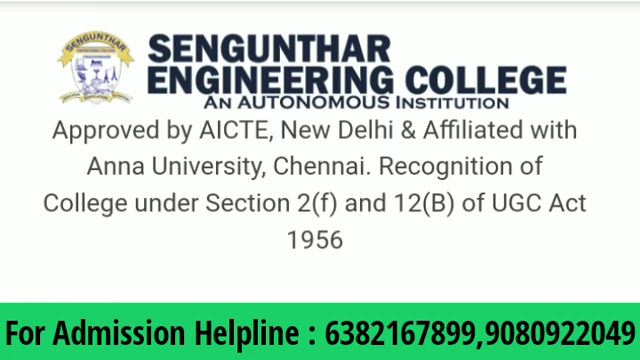 SENGUNTHAR
SENGUNTHAR
ENGINEERING COLLEGE
AN AUTONOMOUS INSTITUTION
Approved by AICTE, New Delhi & Affiliated with
Anna University, Chennai. Recognition of
College under Section 2(f) and 12(B) of UGC Act
1956
For Admission Helpline : 6382167899,9080922049